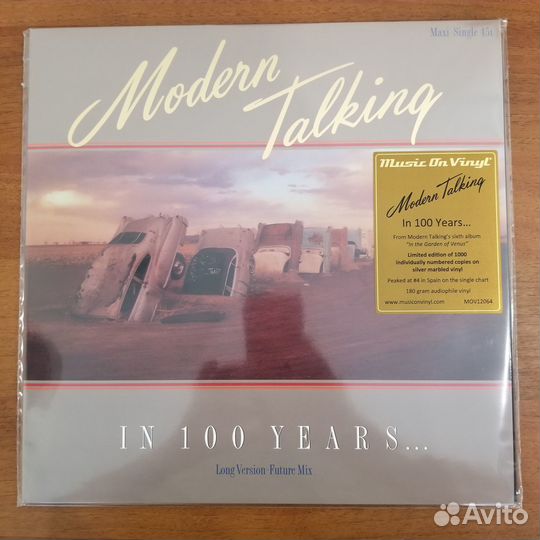 Maxi-Single 45t
Modern
Talking
Music On Vinyl
Modern Talking
In 100 Years...
From Modern Talking's sixth album
"In the Garden of Venus"
Limited edition of 1000
individually numbered copies on
silver marbled vinyl
Peaked at #4 in Spain on the single chart
180 gram audiophile vinyl
www.musiconvinyl.com MOV12064
IN 100 YEARS...
Long Version-Future Mix
Avito